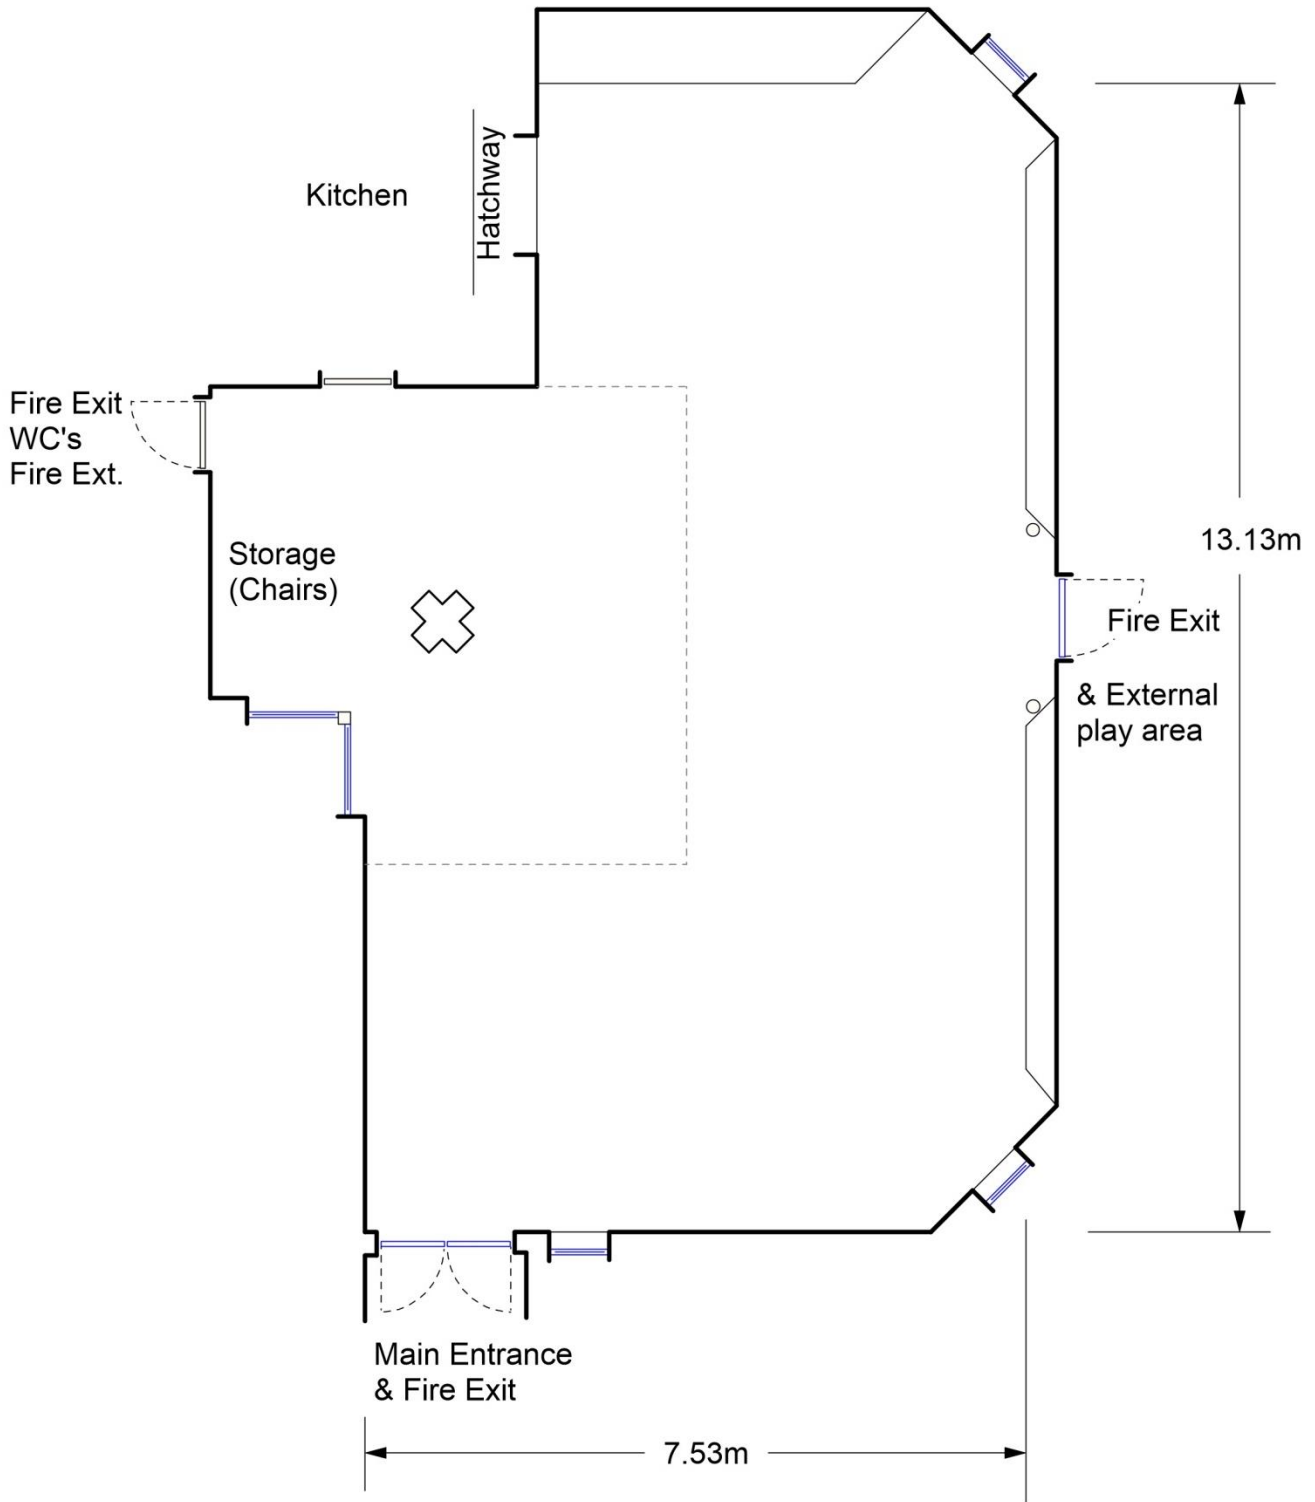 Kitchen
Hatchway
Fire Exit
WC's
Fire Ext.
Storage
(Chairs)
13.13m
Fire Exit
& External
play area
Main Entrance
& Fire Exit
7.53m